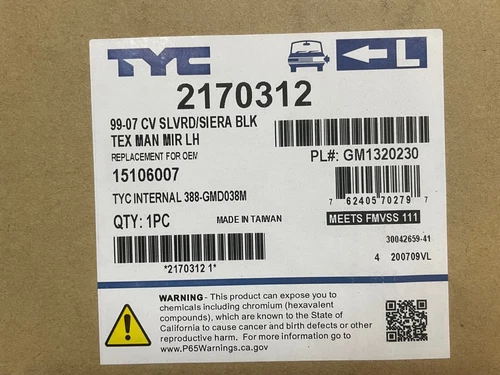 TYC
L
2170312
99-07 CV SLVRD/SIERA BLK
TEX MAN MIR LH
REPLACEMENT FOR OEM
PL#: GM1320230
15106007
7 62405 70279 7
TYC INTERNAL 388-GMD038M
QTY: 1PC
MADE IN TAIWAN
MEETS FMVSS 111
30042659-41
*2170312 1*
4 200709VL
WARNING - This product can expose you to
chemicals including chromium (hexavalent
compounds), which are known to the State of
California to cause cancer and birth defects or other
reproductive harm. For more information go to
www.P65Warnings.ca.gov